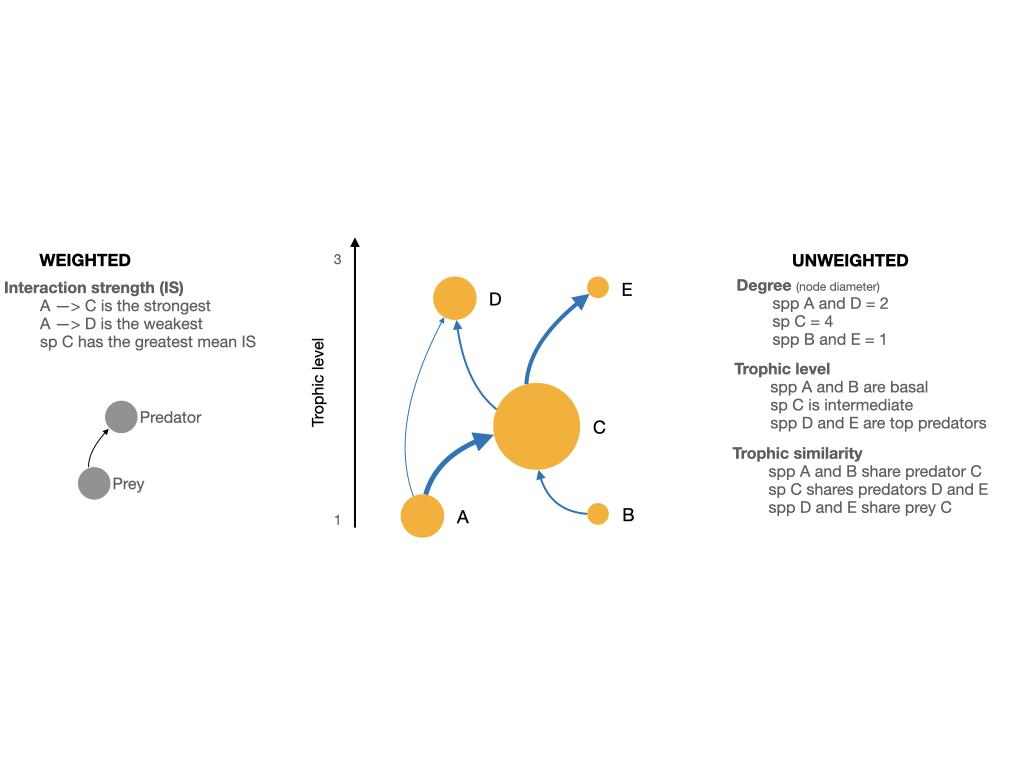 WEIGHTED
Interaction strength (IS)
A —> C is the strongest
A —> D is the weakest
sp C has the greatest mean IS
Predator
Prey
Trophic level
3
1
D
E
C
A
B
UNWEIGHTED
Degree (node diameter)
spp A and D = 2
sp C = 4
spp B and E = 1
Trophic level
spp A and B are basal
sp C is intermediate
spp D and E are top predators
Trophic similarity
spp A and B share predator C
sp C shares predators D and E
spp D and E share prey C